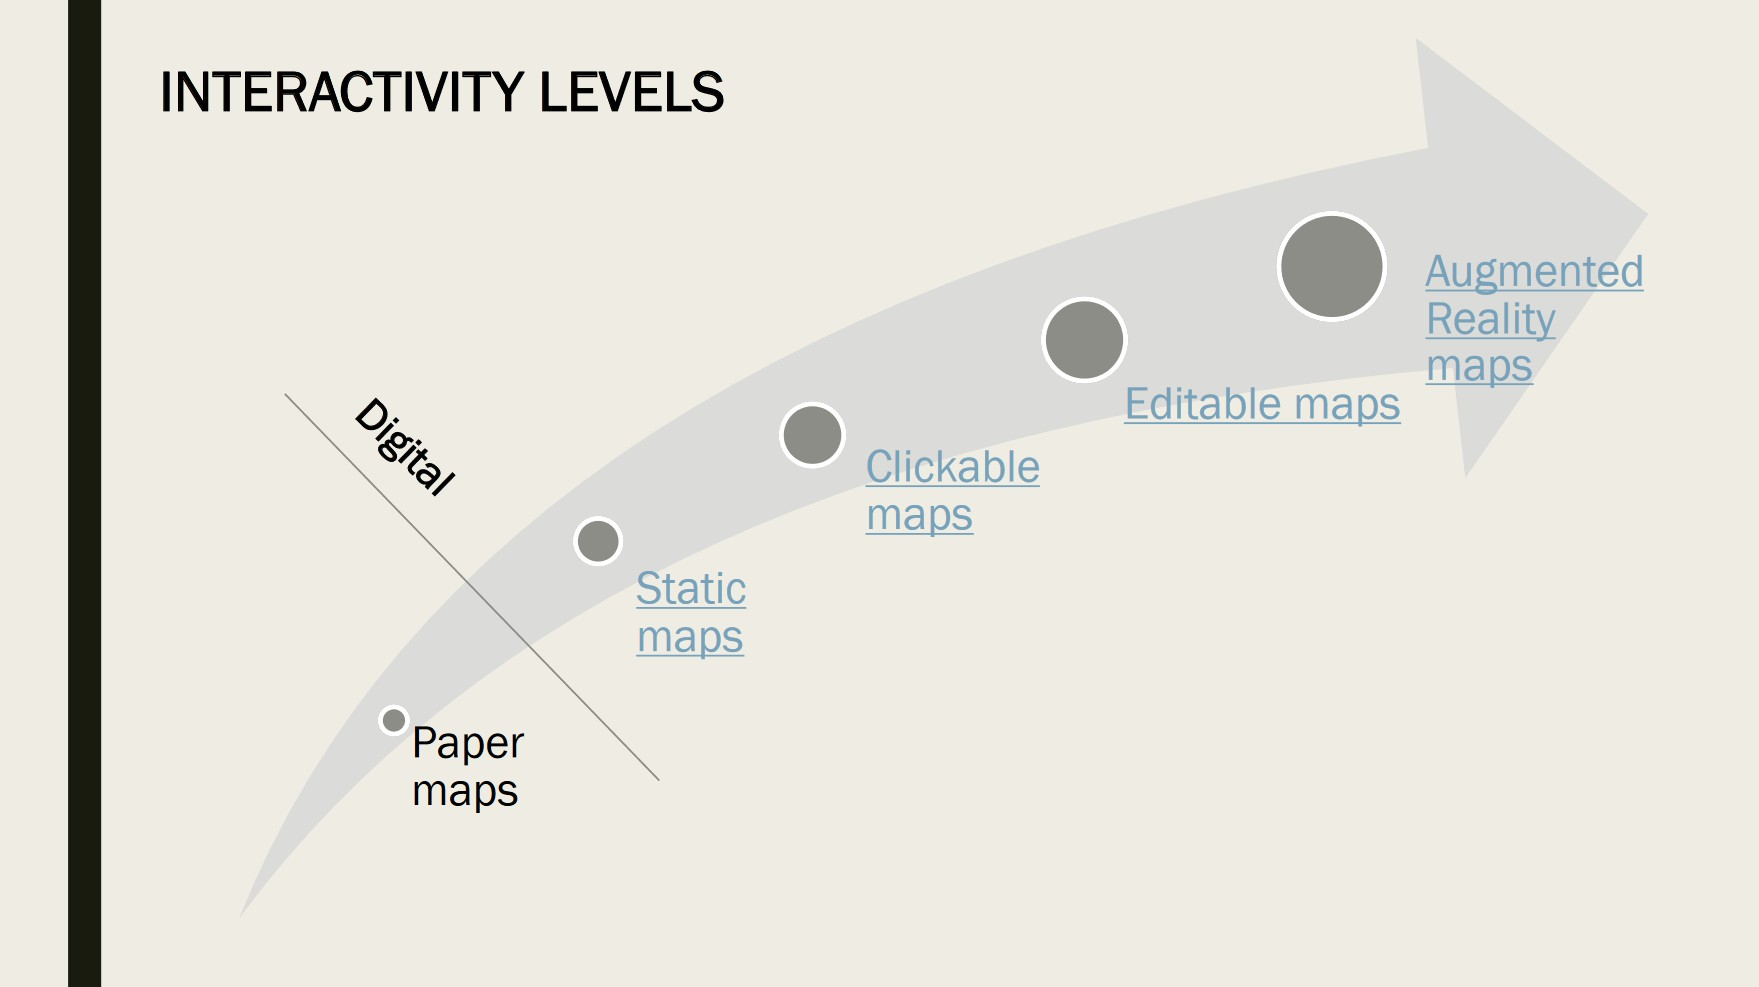 INTERACTIVITY LEVELS
Digital
Paper
maps
Static
maps
Clickable
maps
Editable maps
Augmented
Reality
maps